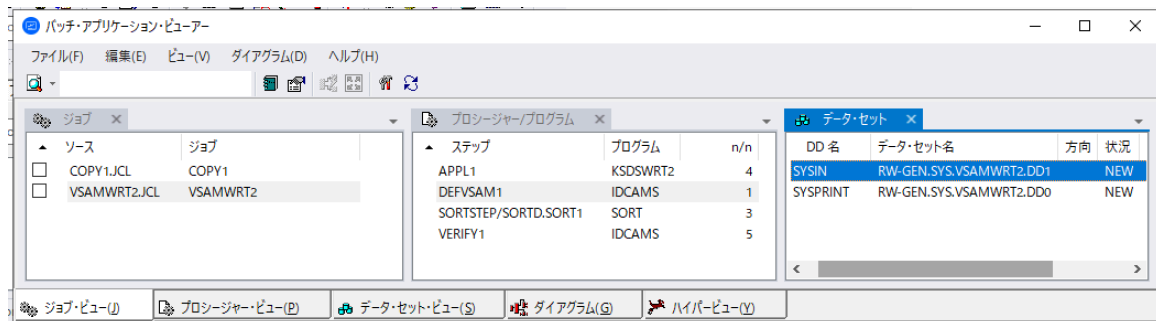 バッチ・アプリケーション・ビューアー
ファイル(F) 編集(E) ビュー(V) ダイアグラム(D) ヘルプ(H)
ジョブ
ソース ジョブ
COPY1.JCL COPY1
VSAMWRT2.JCL VSAMWRT2
プロシージャー/プログラム
ステップ プログラム n/n
APPL1 KSDSWRT2 4
DEFVSAM1 IDCAMS 1
SORTSTEP/SORTD.SORT1 SORT 3
VERIFY1 IDCAMS 5
データ・セット
DD 名 データ・セット名 方向 状況
SYSIN RW-GEN.SYS.VSAMWRT2.DD1 NEW
SYSPRINT RW-GEN.SYS.VSAMWRT2.DD0 NEW
ジョブ・ビュー(J) プロシージャー・ビュー(P) データ・セット・ビュー(S) ダイアグラム(G) ハイパービュー(Y)